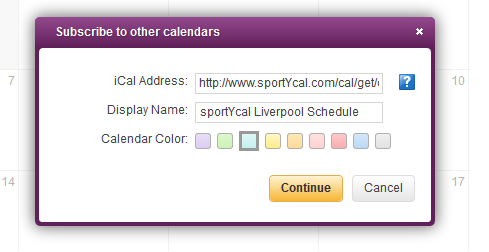 Subscribe to other calendars
iCal Address: http://www.sportYcal.com/cal/get/
Display Name: sportYcal Liverpool Schedule
Calendar Color:
Continue Cancel
7
10
14
17